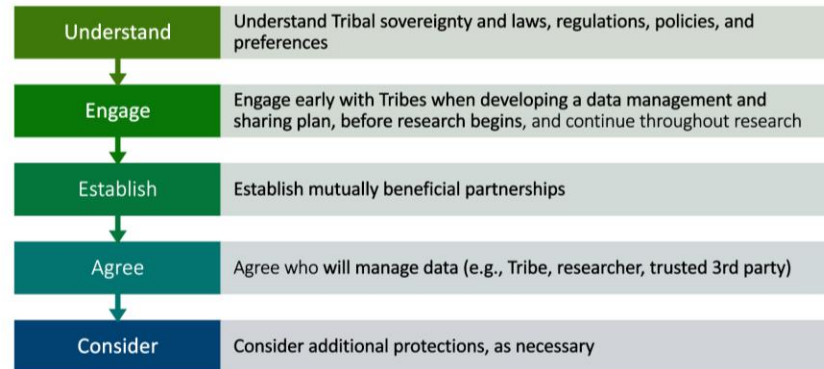 Understand
Understand Tribal sovereignty and laws, regulations, policies, and
preferences
Engage
Engage early with Tribes when developing a data management and
sharing plan, before research begins, and continue throughout research
Establish
Establish mutually beneficial partnerships
Agree
Agree who will manage data (e.g., Tribe, researcher, trusted 3rd party)
Consider
Consider additional protections, as necessary